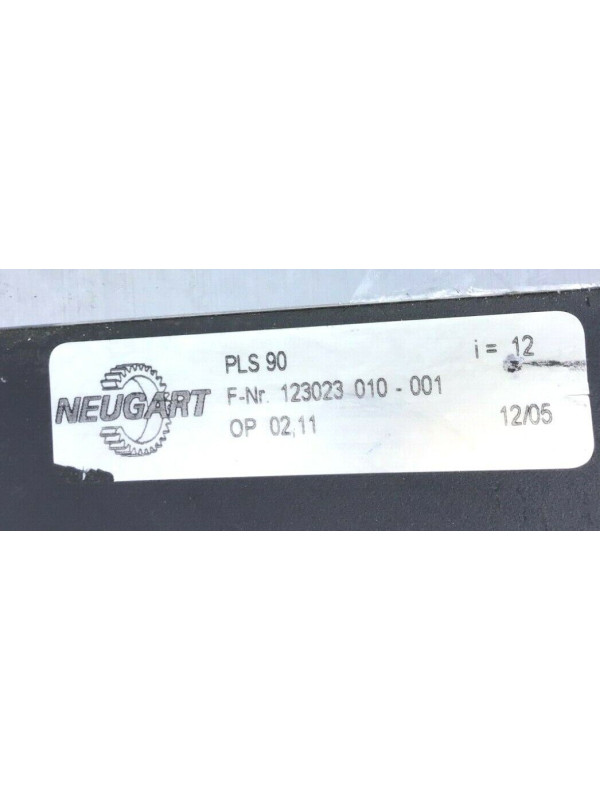 NEUGART
PLS 90 i = 12
F-Nr. 123023 010 - 001
OP 02,11 12/05